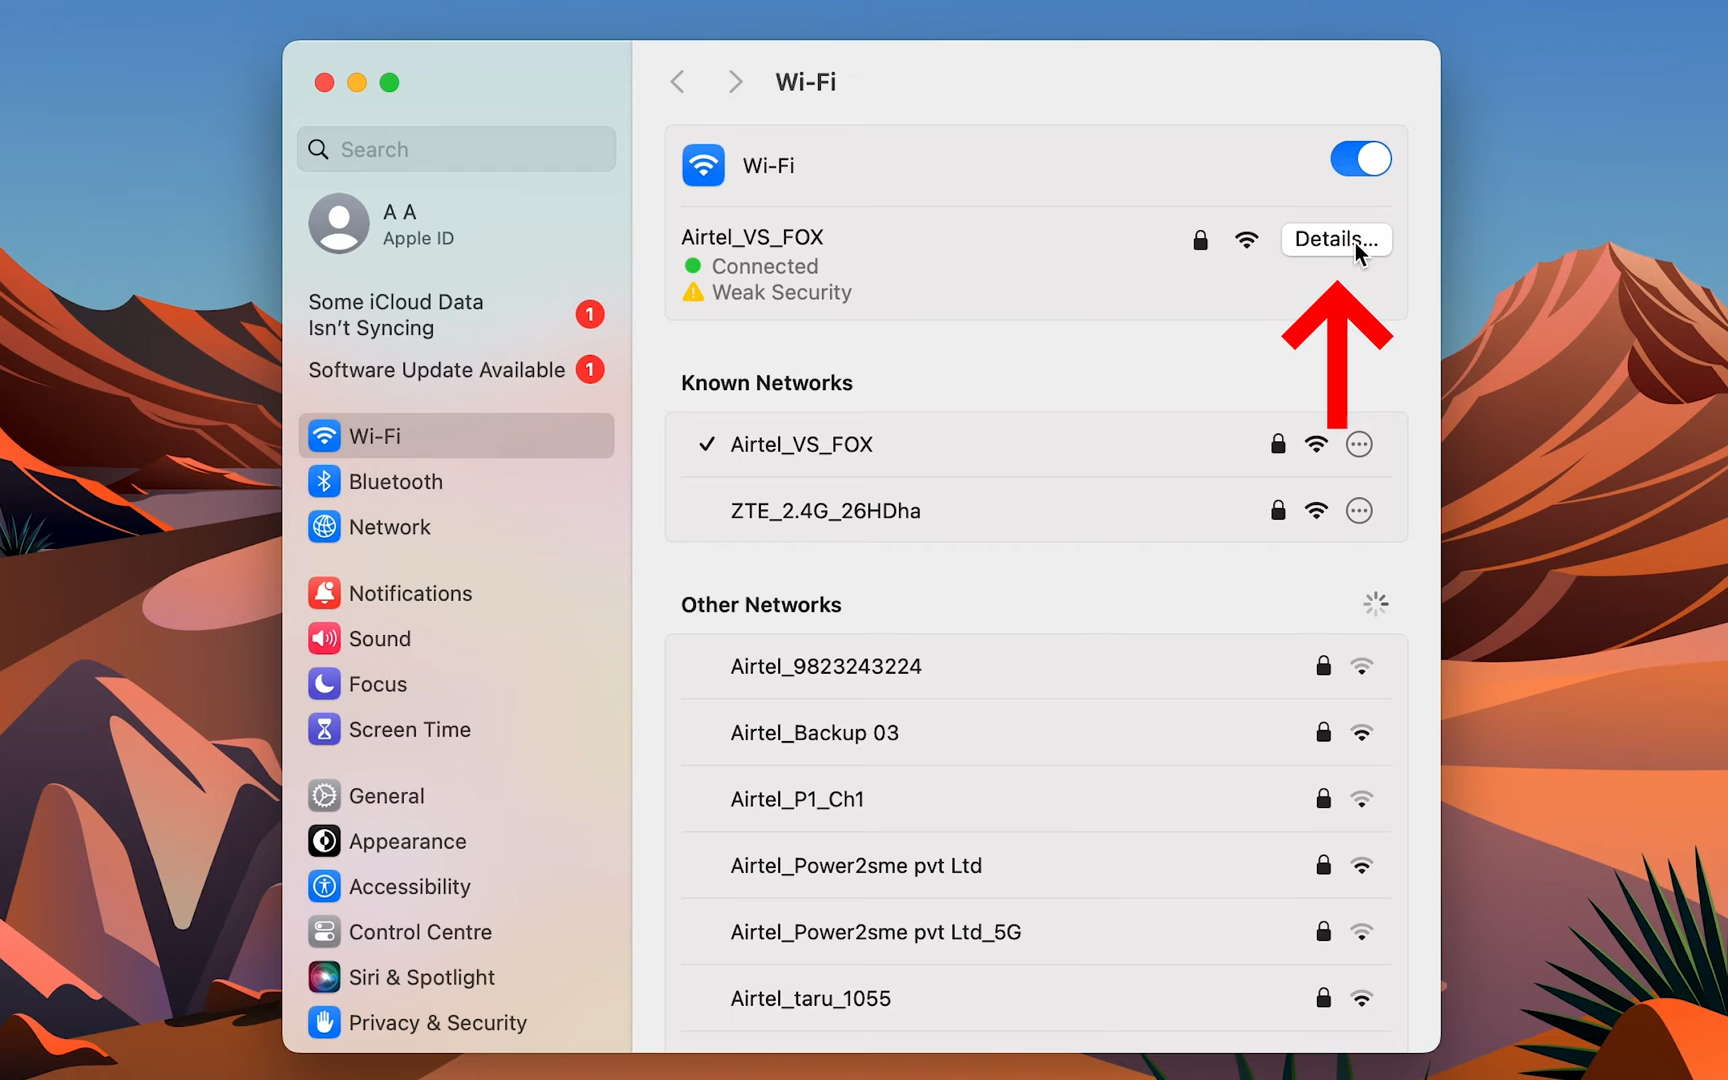 Wi-Fi
Search
A A
Apple ID
Some iCloud Data
Isn't Syncing
1
Software Update Available 1
Wi-Fi
Bluetooth
Network
Notifications
Sound
Focus
Screen Time
General
Appearance
Accessibility
Control Centre
Siri & Spotlight
Privacy & Security
Wi-Fi
Airtel_VS_FOX
Details...
Connected
Weak Security
Known Networks
Airtel_VS_FOX
ZTE_2.4G_26HDha
Other Networks
Airtel_9823243224
Airtel_Backup 03
Airtel_P1_Ch1
Airtel_Power2sme pvt Ltd
Airtel_Power2sme pvt Ltd_5G
Airtel_taru_1055